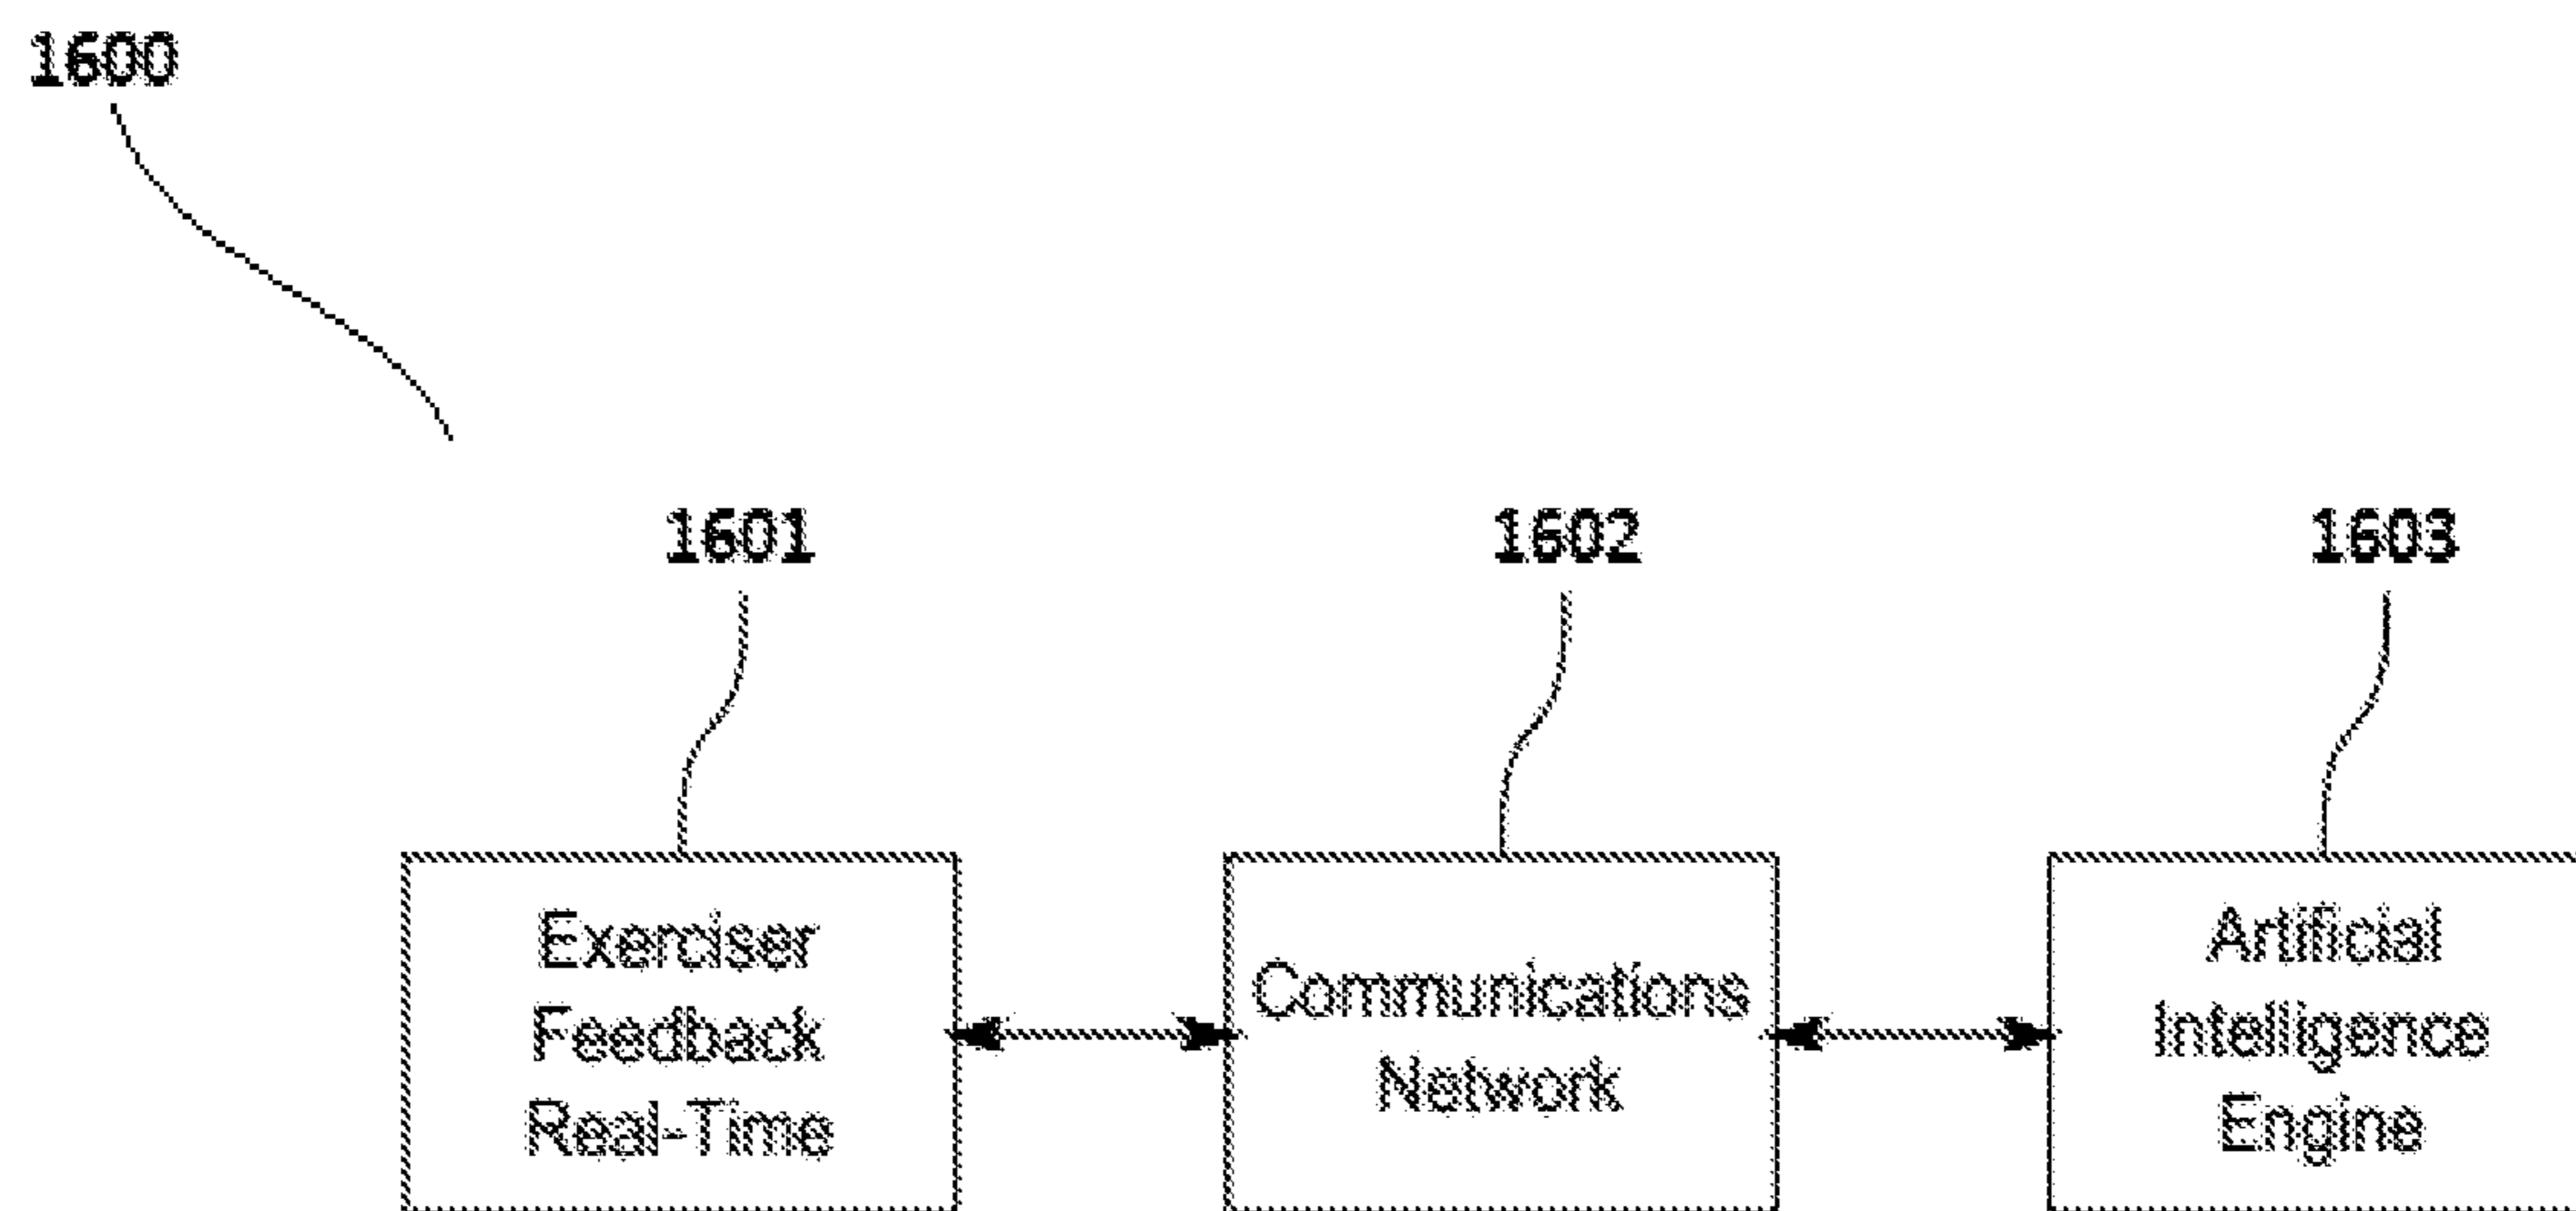 1600
1601
1602
1603
Exerciser
Feedback
Real-Time
Communications
Network
Artificial
Intelligence
Engine